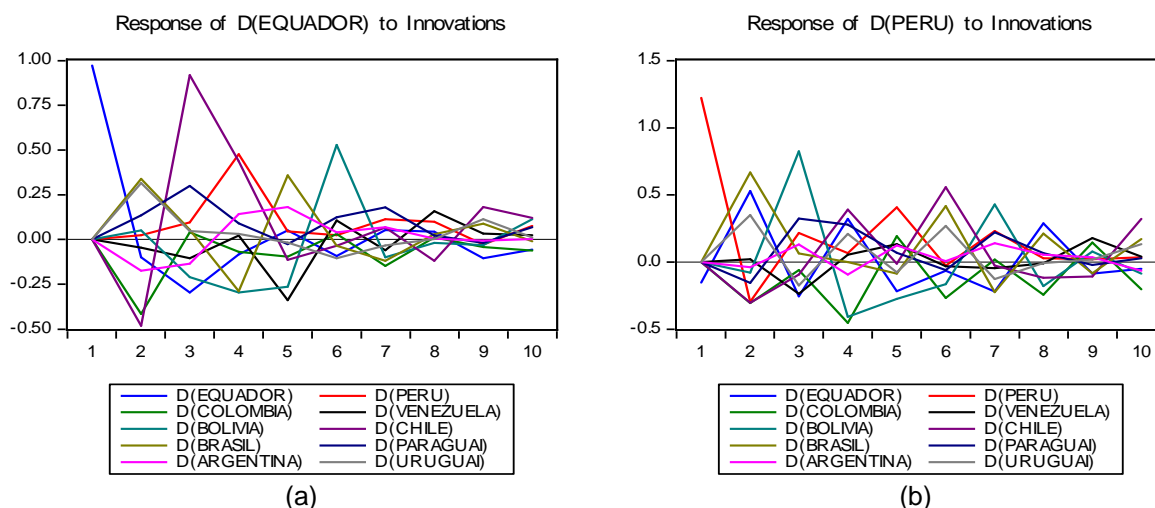 Response of D(EQUADOR) to Innovations
1.00
0.75
0.50
0.25
0.00
-0.25
-0.50
1 2 3 4 5 6 7 8 9 10
D(EQUADOR) D(PERU)
D(COLOMBIA) D(VENEZUELA)
D(BOLIVIA) D(CHILE)
D(BRASIL) D(PARAGUAI)
D(ARGENTINA) D(URUGUAI)
(a)
Response of D(PERU) to Innovations
1.5
1.0
0.5
0.0
-0.5
1 2 3 4 5 6 7 8 9 10
D(EQUADOR) D(PERU)
D(COLOMBIA) D(VENEZUELA)
D(BOLIVIA) D(CHILE)
D(BRASIL) D(PARAGUAI)
D(ARGENTINA) D(URUGUAI)
(b)